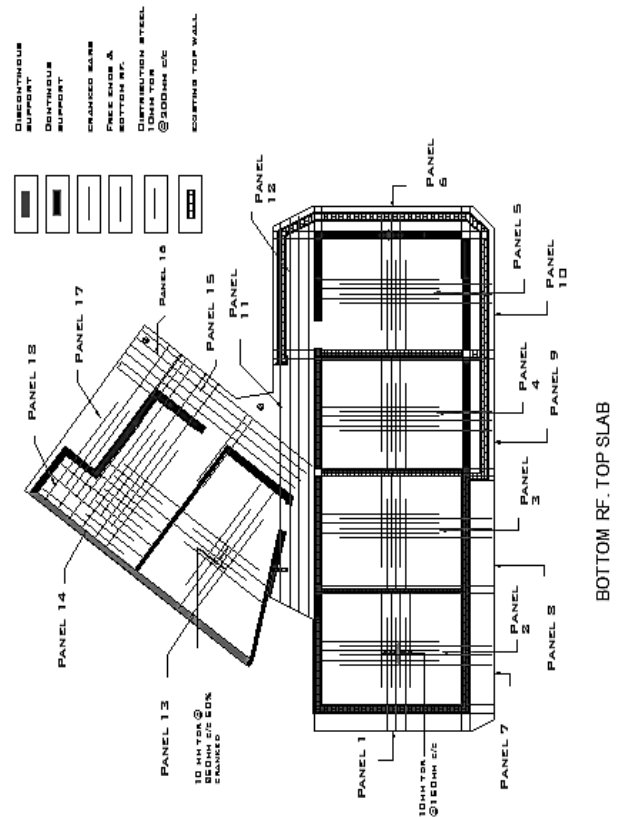 DISCONTINOUS
SUPPORT
CONTINOUS
SUPPORT
CRANKED BARS
FREE ENDS &
BOTTOM RF.
DISTRIBUTION STEEL
10MM TOR
@ 200MM C/C
EXISTING TOP WALL
PANEL 18
PANEL 17
PANEL 16
PANEL 15
PANEL
11
PANEL
12
PANEL
6
PANEL 14
PANEL 13
10 MM TOR @
CRANKED
PANEL 1
10MM TOR
@150MM C/C
PANEL 5
PANEL
10
PANEL
4
PANEL 9
PANEL
3
PANEL
2
PANEL 8
PANEL 7
BOTTOM RF. TOP SLAB